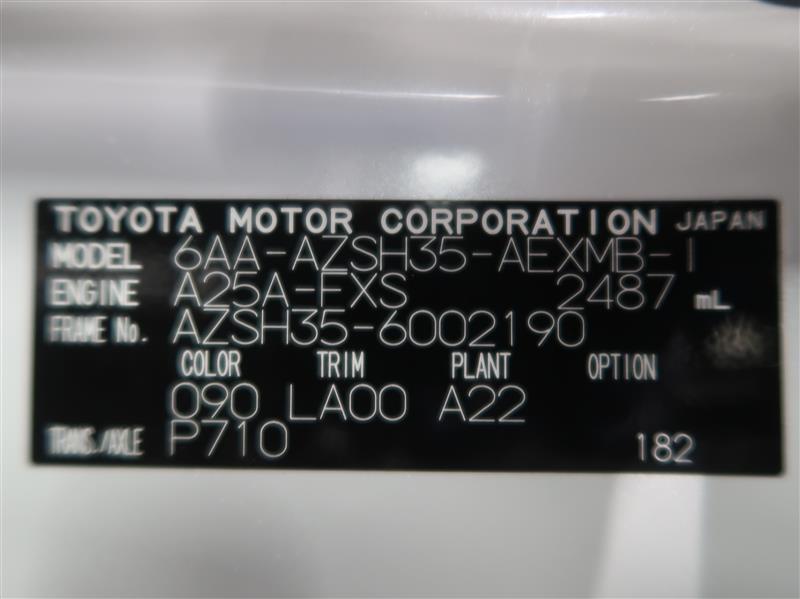 TOYOTA MOTOR CORPORATION JAPAN
MODEL 6AA-AZSH35-AEXMB-I
ENGINE A25A-FXS 2487 mL
FRAME No. AZSH35-6002190
COLOR TRIM PLANT OPTION
090 LA00 A22
TRANS./AXLE P710 182